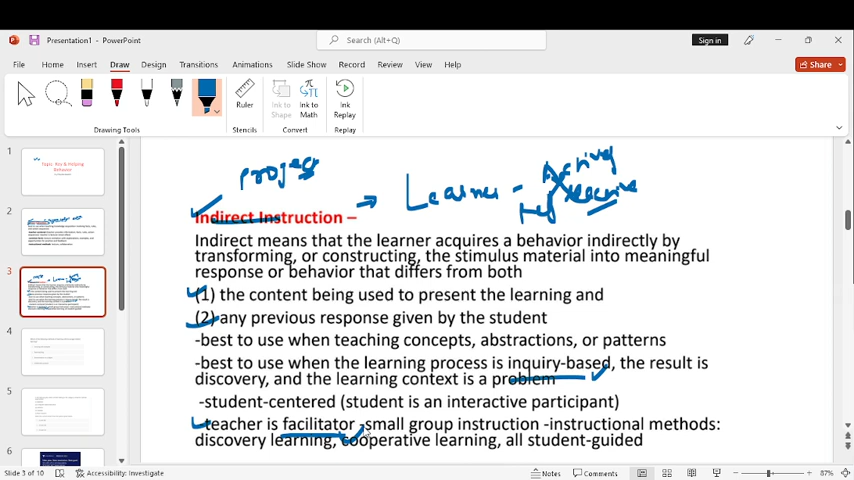 Presentation1 - PowerPoint
Search (Alt+Q)
Sign in
File Home Insert Draw Design Transitions Animations Slide Show Record Review View Help
Share
Ruler
Ink to Shape
Ink to Math
Ink Replay
Drawing Tools
Stencils
Convert
Replay
1
2
3
4
5
6
Learner -
Indirect Instruction –
Indirect means that the learner acquires a behavior indirectly by
transforming, or constructing, the stimulus material into meaningful
response or behavior that differs from both
(1) the content being used to present the learning and
(2) any previous response given by the student
-best to use when teaching concepts, abstractions, or patterns
-best to use when the learning process is inquiry-based, the result is
discovery, and the learning context is a problem
-student-centered (student is an interactive participant)
-teacher is facilitator -small group instruction -instructional methods:
discovery learning, cooperative learning, all student-guided
Slide 3 of 10
Accessibility: Investigate
Notes
Comments
87%